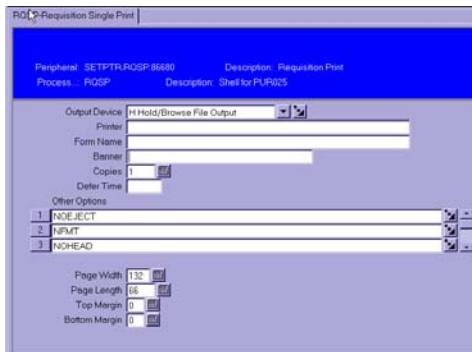 RQSP-Requisition Single Print
Peripheral: SETPTR.RQSP.86680 Description: Requisition Print
Process..: RQSP Description: Shell for PUR025
Output Device H Hold/Browse File Output
Printer
Form Name
Banner
Copies 1
Defer Time
Other Options
1 NOEJECT
2 NFMT
3 NOHEAD
Page Width 132
Page Length 66
Top Margin 0
Bottom Margin 0